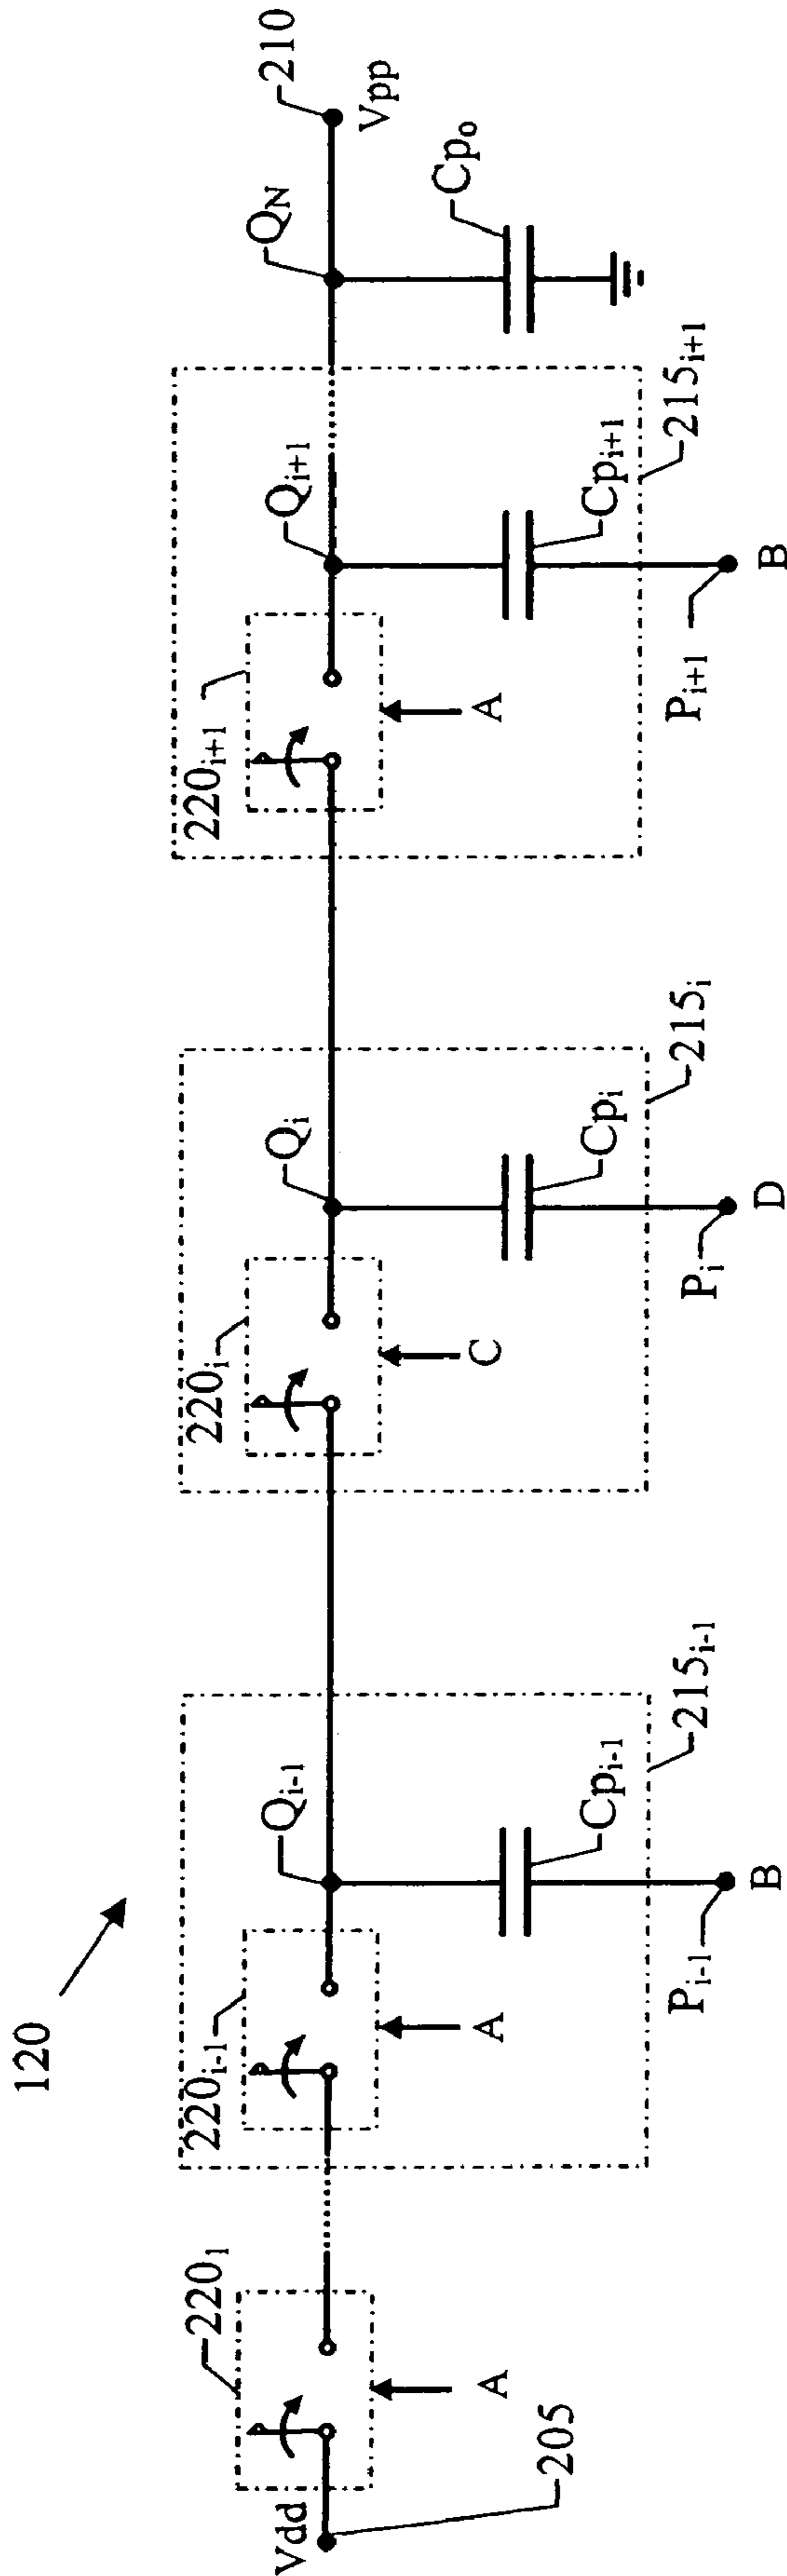 120
Vdd
205
220₁
A
220ᵢ₋₁
A
Qᵢ₋₁
Cpᵢ₋₁
215ᵢ₋₁
Pᵢ₋₁
B
220ᵢ
C
Qᵢ
Cpᵢ
215ᵢ
Pᵢ
D
220ᵢ₊₁
A
Qᵢ₊₁
Cpᵢ₊₁
215ᵢ₊₁
Pᵢ₊₁
B
Q_N
Cp₀
210
Vpp